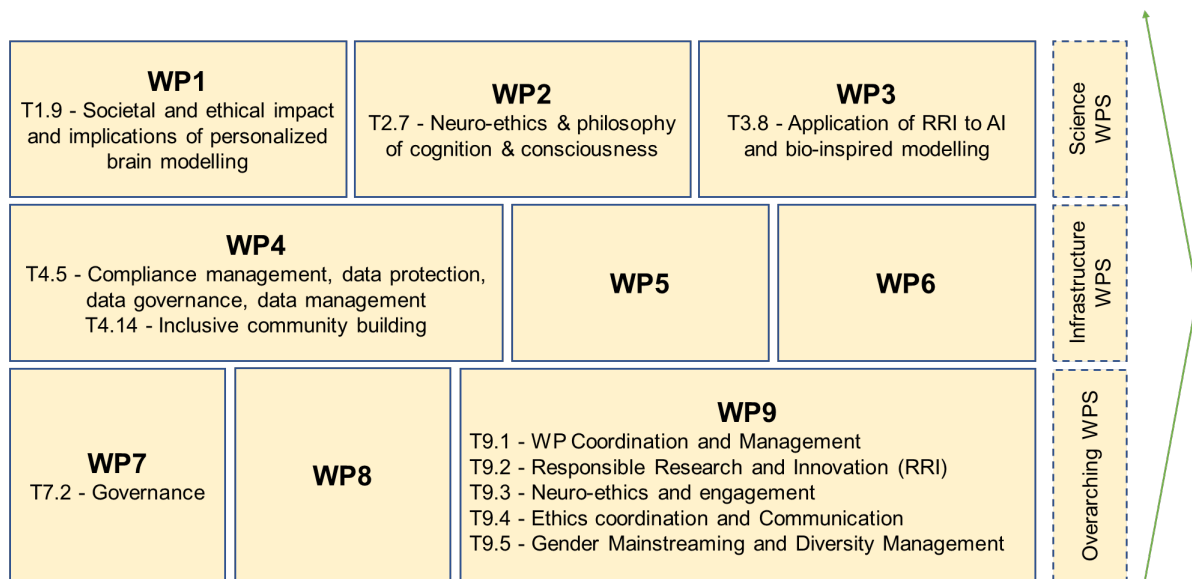 WP1
T1.9 - Societal and ethical impact
and implications of personalized
brain modelling
WP2
T2.7 - Neuro-ethics & philosophy
of cognition & consciousness
WP3
T3.8 - Application of RRI to AI
and bio-inspired modelling
Science
WPS
WP4
T4.5 - Compliance management, data protection,
data governance, data management
T4.14 - Inclusive community building
WP5
WP6
Infrastructure
WPS
WP7
T7.2 - Governance
WP8
WP9
T9.1 - WP Coordination and Management
T9.2 - Responsible Research and Innovation (RRI)
T9.3 - Neuro-ethics and engagement
T9.4 - Ethics coordination and Communication
T9.5 - Gender Mainstreaming and Diversity Management
Overarching WPS